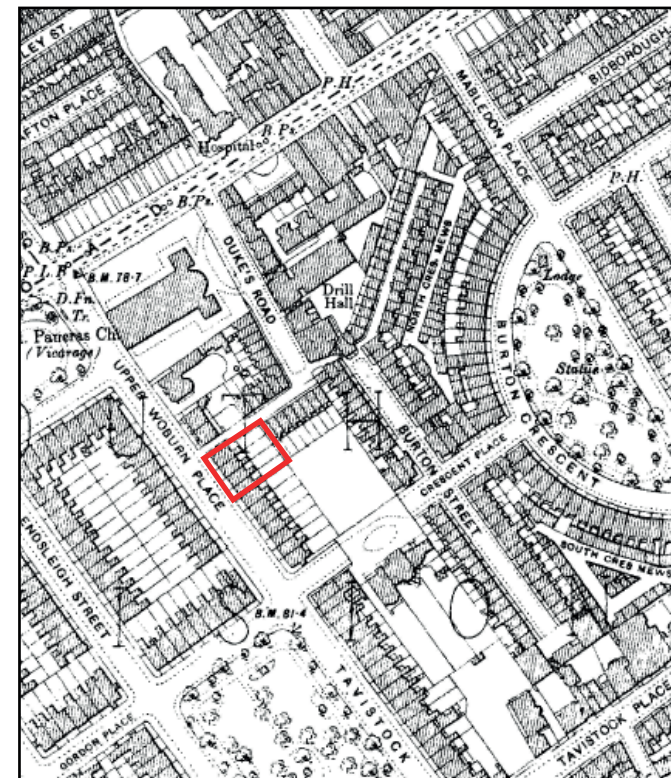 LEY ST.
FTON PLACE
P.H.
MABLEDON PLACE
BIDBOROUGH
B.Ps.
Hospital
P.H.
B.Ps.
DUKE'S ROAD
B.Ps.
B.M. 76·7
D.Fn.
Tr.
Pancras Ch
(Vicarage)
Drill
Hall
NORTH CRES. MEWS
Lodge
Statue
BURTON CRESCENT
UPPER WOBURN PLACE
BURTON STREET
CRESCENT PLACE
ENDSLEIGH STREET
SOUTH CRES MEWS
B.M. 81·4
TAVISTOCK
GORDON PLACE
TAVISTOCK PLACE